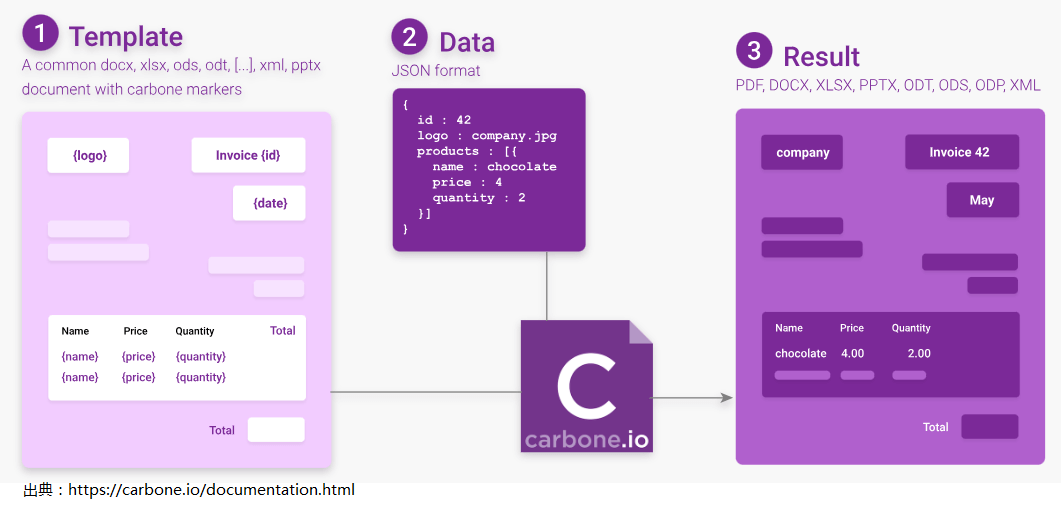 1 Template
A common docx, xlsx, ods, odt, [...], xml, pptx
document with carbone markers
{logo}
Invoice {id}
{date}
Name Price Quantity Total
{name} {price} {quantity}
{name} {price} {quantity}
Total
2 Data
JSON format
{
id : 42
logo : company.jpg
products : [{
name : chocolate
price : 4
quantity : 2
}]
}
C
carbone.io
3 Result
PDF, DOCX, XLSX, PPTX, ODT, ODS, ODP, XML
company
Invoice 42
May
Name Price Quantity
chocolate 4.00 2.00
Total
出典：https://carbone.io/documentation.html